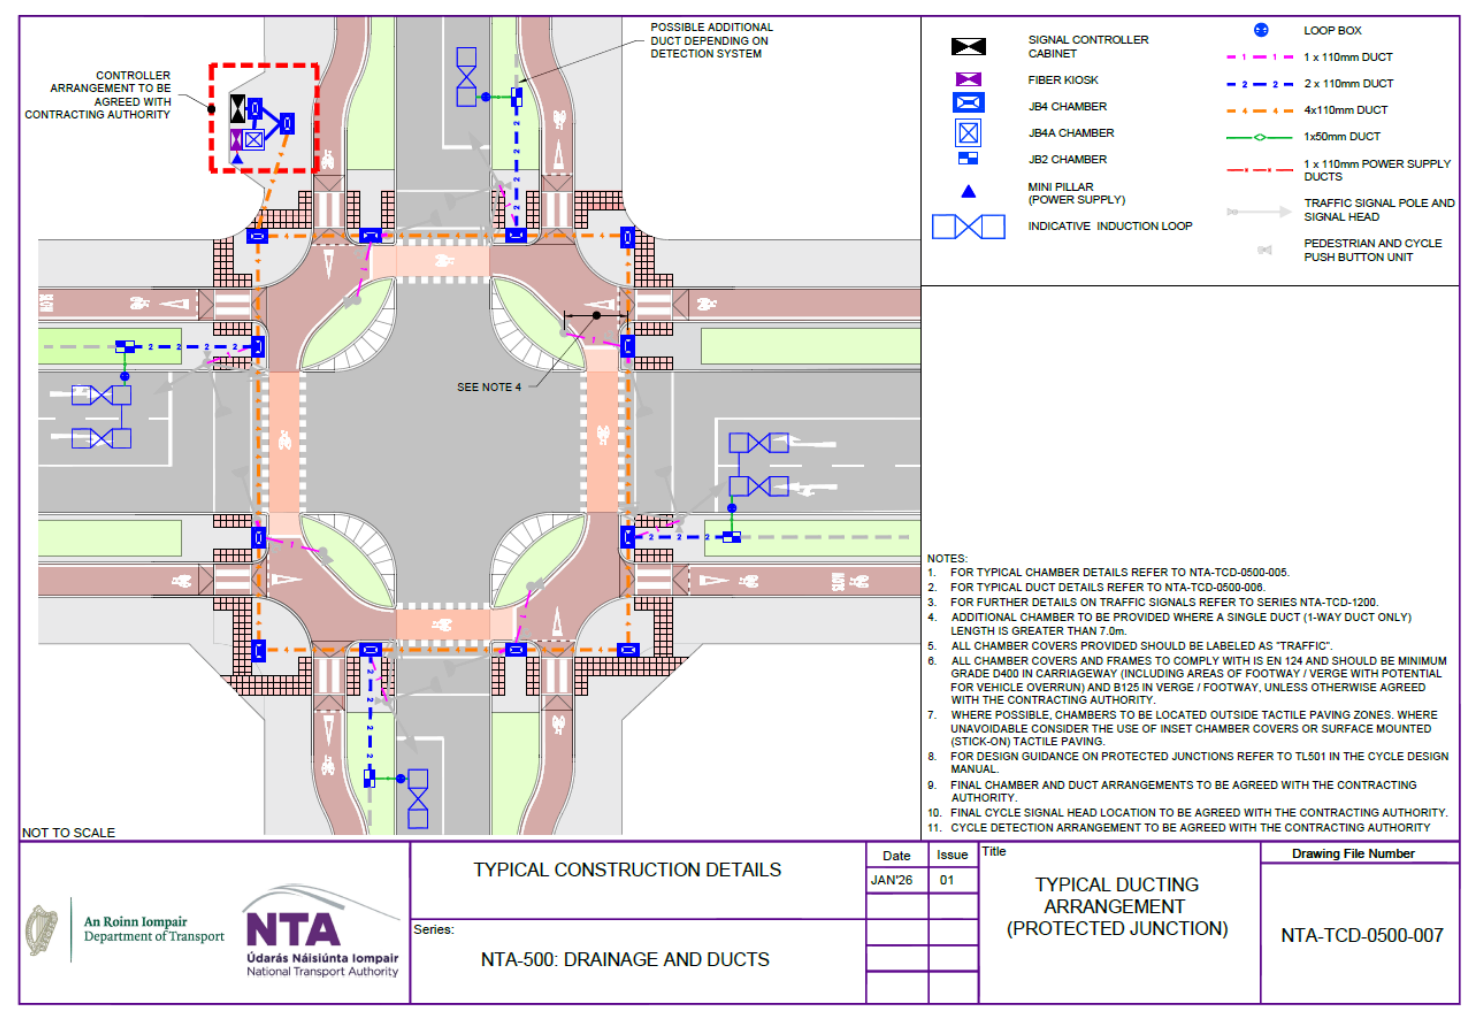 POSSIBLE ADDITIONAL
DUCT DEPENDING ON
DETECTION SYSTEM
CONTROLLER
ARRANGEMENT TO BE
AGREED WITH
CONTRACTING AUTHORITY
SEE NOTE 4
SLOW
SLOW
NOT TO SCALE
SIGNAL CONTROLLER
CABINET
FIBER KIOSK
JB4 CHAMBER
JB4A CHAMBER
JB2 CHAMBER
MINI PILLAR
(POWER SUPPLY)
INDICATIVE INDUCTION LOOP
LOOP BOX
1 x 110mm DUCT
2 x 110mm DUCT
4x110mm DUCT
1x50mm DUCT
1 x 110mm POWER SUPPLY
DUCTS
TRAFFIC SIGNAL POLE AND
SIGNAL HEAD
PEDESTRIAN AND CYCLE
PUSH BUTTON UNIT
NOTES:
1. FOR TYPICAL CHAMBER DETAILS REFER TO NTA-TCD-0500-005.
2. FOR TYPICAL DUCT DETAILS REFER TO NTA-TCD-0500-006.
3. FOR FURTHER DETAILS ON TRAFFIC SIGNALS REFER TO SERIES NTA-TCD-1200.
4. ADDITIONAL CHAMBER TO BE PROVIDED WHERE A SINGLE DUCT (1-WAY DUCT ONLY)
LENGTH IS GREATER THAN 7.0m.
5. ALL CHAMBER COVERS PROVIDED SHOULD BE LABELED AS "TRAFFIC".
6. ALL CHAMBER COVERS AND FRAMES TO COMPLY WITH IS EN 124 AND SHOULD BE MINIMUM
GRADE D400 IN CARRIAGEWAY (INCLUDING AREAS OF FOOTWAY / VERGE WITH POTENTIAL
FOR VEHICLE OVERRUN) AND B125 IN VERGE / FOOTWAY, UNLESS OTHERWISE AGREED
WITH THE CONTRACTING AUTHORITY.
7. WHERE POSSIBLE, CHAMBERS TO BE LOCATED OUTSIDE TACTILE PAVING ZONES. WHERE
UNAVOIDABLE CONSIDER THE USE OF INSET CHAMBER COVERS OR SURFACE MOUNTED
(STICK-ON) TACTILE PAVING.
8. FOR DESIGN GUIDANCE ON PROTECTED JUNCTIONS REFER TO TL501 IN THE CYCLE DESIGN
MANUAL.
9. FINAL CHAMBER AND DUCT ARRANGEMENTS TO BE AGREED WITH THE CONTRACTING
AUTHORITY.
10. FINAL CYCLE SIGNAL HEAD LOCATION TO BE AGREED WITH THE CONTRACTING AUTHORITY.
11. CYCLE DETECTION ARRANGEMENT TO BE AGREED WITH THE CONTRACTING AUTHORITY
An Roinn Iompair
Department of Transport
NTA
Údarás Náisiúnta Iompair
National Transport Authority
TYPICAL CONSTRUCTION DETAILS
Series:
NTA-500: DRAINAGE AND DUCTS
Date Issue
JAN'26 01
Title
TYPICAL DUCTING
ARRANGEMENT
(PROTECTED JUNCTION)
Drawing File Number
NTA-TCD-0500-007